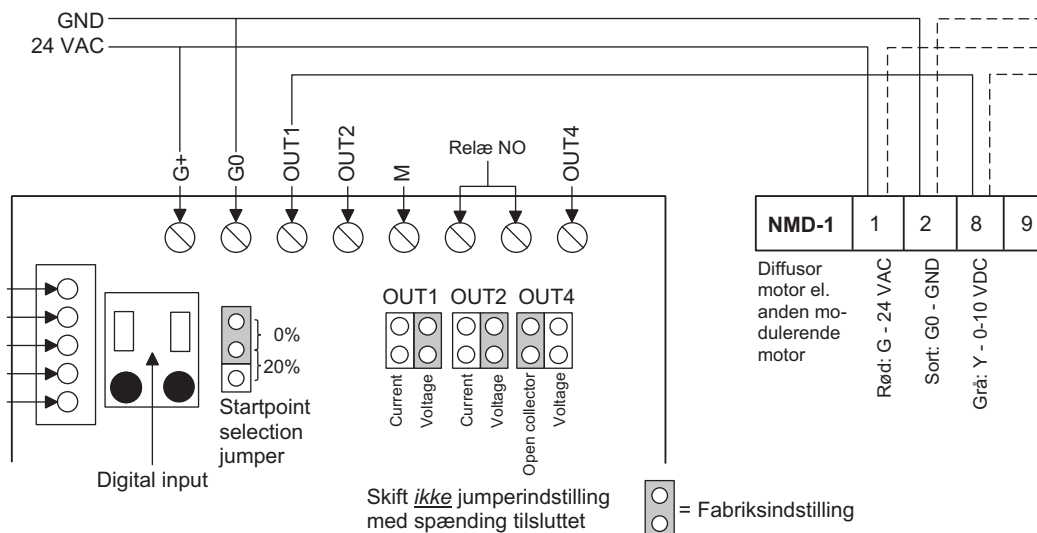 GND
24 VAC
G+
G0
OUT1
OUT2
M
Relæ NO
OUT4
NMD-1
1
2
8
9
Diffusor
motor el.
anden mo-
dulerende
motor
Rød: G - 24 VAC
Sort: G0 - GND
Grå: Y - 0-10 VDC
OUT1 OUT2 OUT4
0%
20%
Current
Voltage
Current
Voltage
Open collector
Voltage
Startpoint
selection
jumper
Digital input
Skift ikke jumperindstilling
med spænding tilsluttet
= Fabriksindstilling